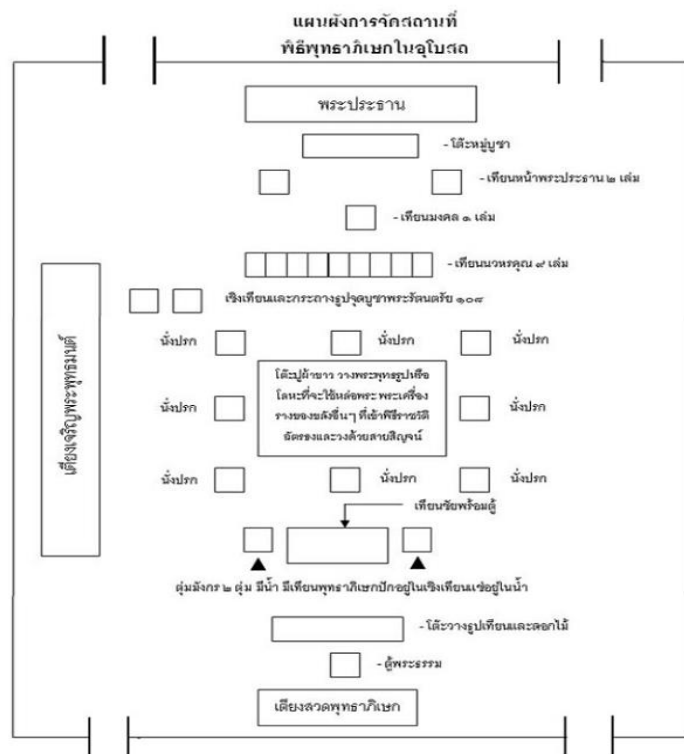 แผนผังการจัดสถานที่
พิธีพุทธาภิเษกในอุโบสถ
พระประธาน
- โต๊ะหมู่บูชา
- เทียนหน้าพระประธาน ๒ เล่ม
- เทียนมงคล ๑ เล่ม
- เทียนนวหรคุณ ๙ เล่ม
เชิงเทียนและกระถางธูปจุดบูชาพระรัตนตรัย ๑๐๘
เตียงเจริญพระพุทธมนต์
นั่งปรก
นั่งปรก
นั่งปรก
โต๊ะปูผ้าขาว วางพระพุทธรูปหรือ
โลหะที่จะใช้หล่อพระ พระเครื่อง
รางของขลังอื่นๆ ที่เข้าพิธีราชวัติ
ฉัตรธงและวงด้วยสายสิญจน์
นั่งปรก
นั่งปรก
นั่งปรก
นั่งปรก
นั่งปรก
เทียนชัยพร้อมตู้
ตุ่มมังกร ๒ ตุ่ม มีน้ำ มีเทียนพุทธาภิเษกปักอยู่ในเชิงเทียนแช่อยู่ในน้ำ
- โต๊ะวางธูปเทียนและดอกไม้
- ตู้พระธรรม
เตียงสวดพุทธาภิเษก